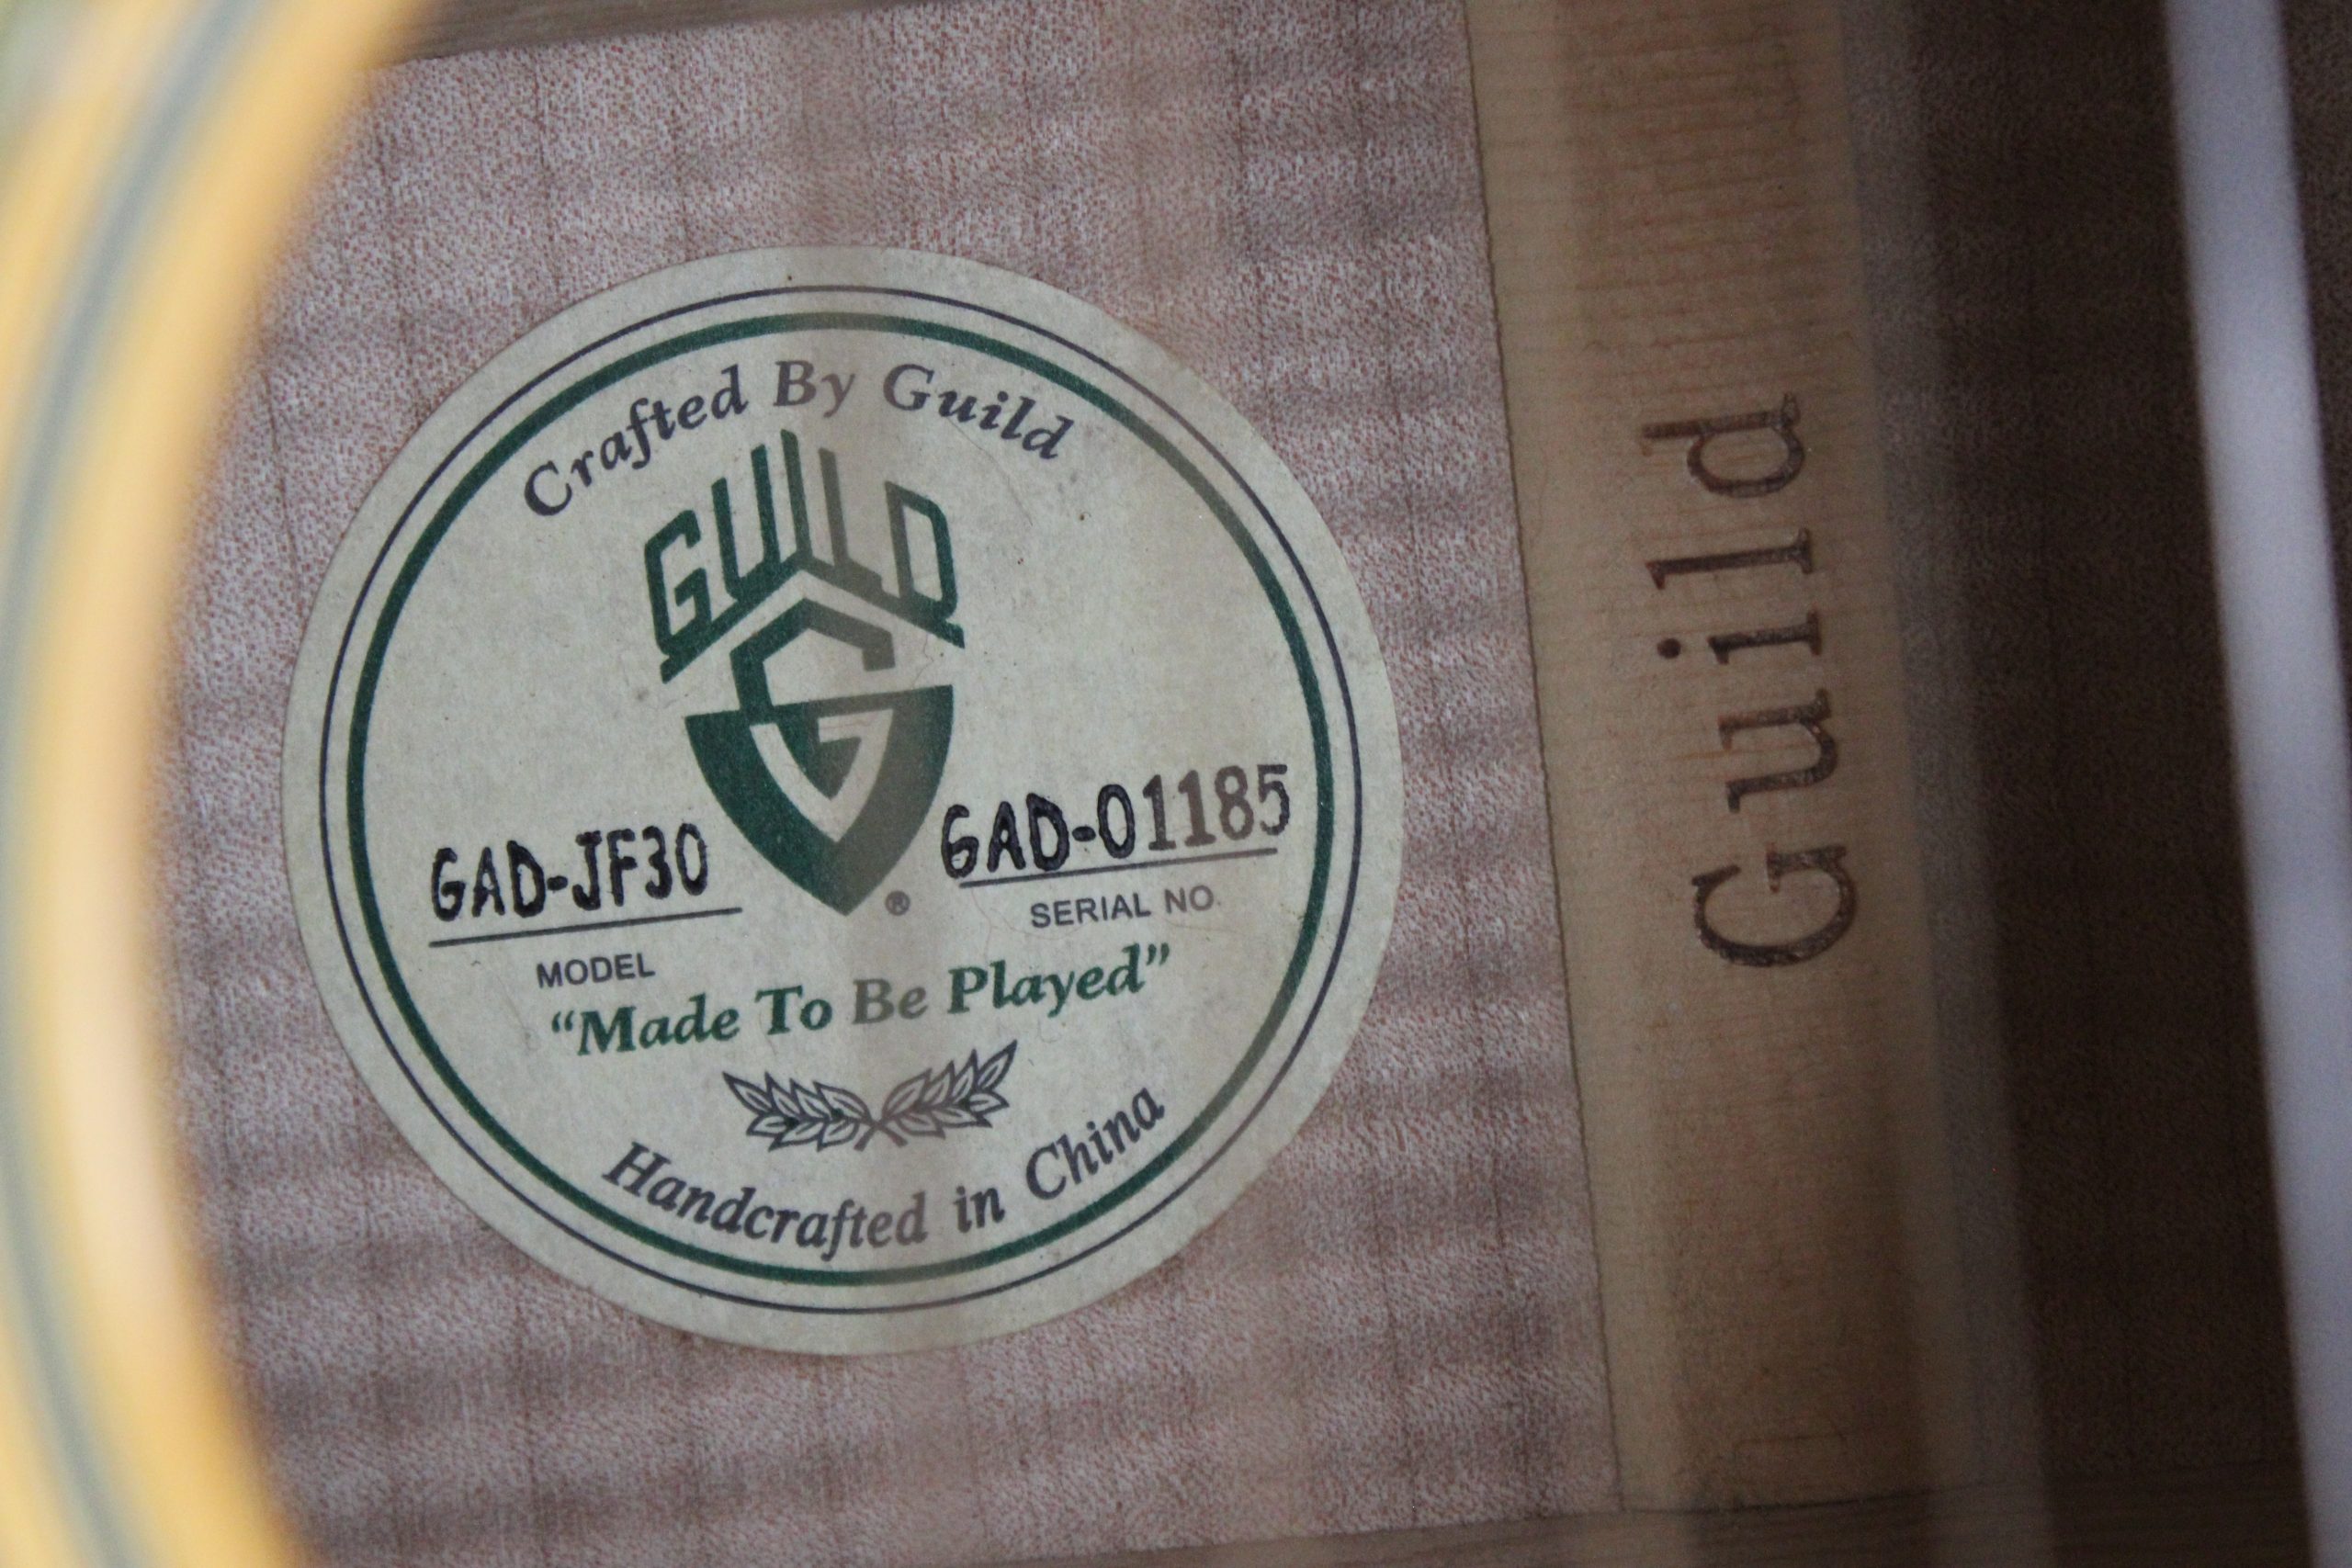 Crafted By Guild
GUILD
G
GAD-JF30
GAD-01185
®
MODEL
SERIAL NO.
“Made To Be Played”
Handcrafted in China
Guild